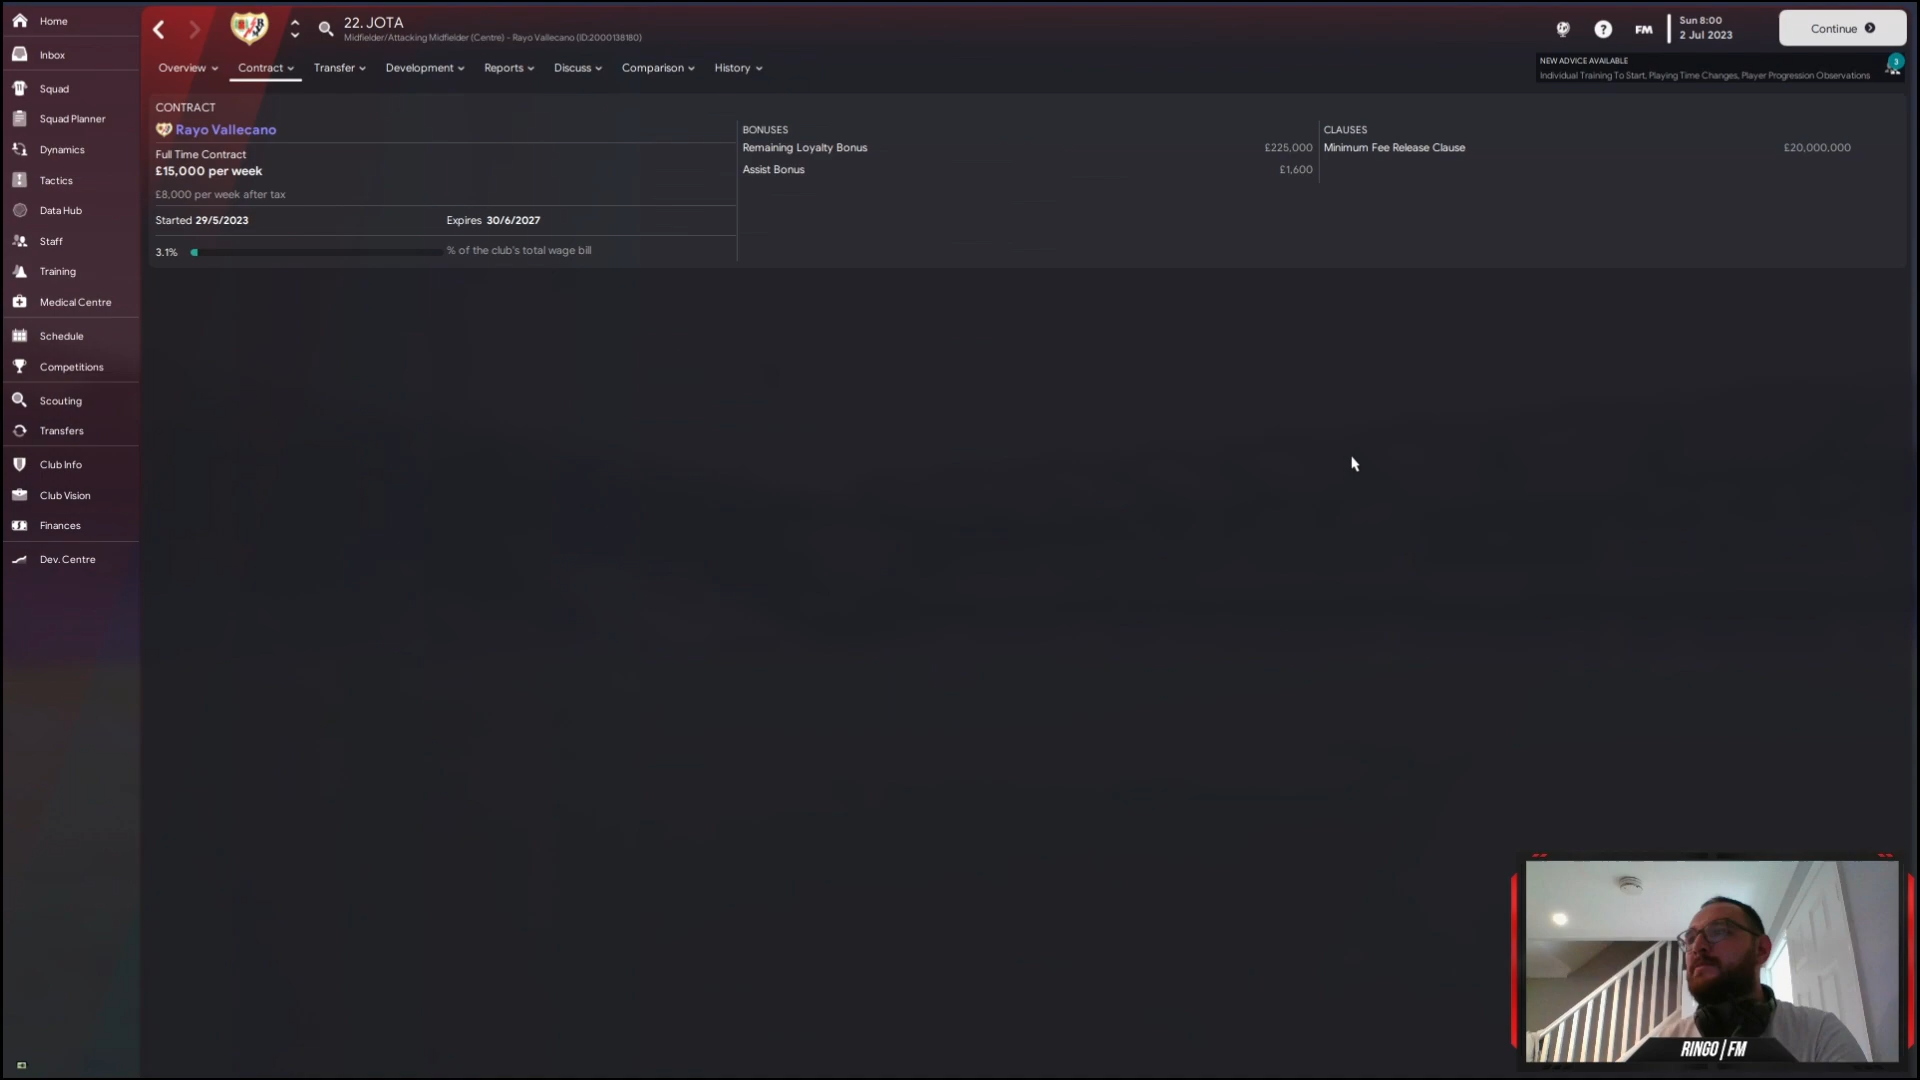 Home
Inbox
Squad
Squad Planner
Dynamics
Tactics
Data Hub
Staff
Training
Medical Centre
Schedule
Competitions
Scouting
Transfers
Club Info
Club Vision
Finances
Dev. Centre
22. JOTA
Midfielder/Attacking Midfielder (Centre) - Rayo Vallecano (ID:2000138180)
FM
Sun 8:00
2 Jul 2023
Continue
Overview Contract Transfer Development Reports Discuss Comparison History
NEW ADVICE AVAILABLE
3
Individual Training To Start, Playing Time Changes, Player Progression Observations
CONTRACT
Rayo Vallecano
Full Time Contract
£15,000 per week
£8,000 per week after tax
Started 29/5/2023 Expires 30/6/2027
3.1% % of the club's total wage bill
BONUSES
Remaining Loyalty Bonus £225,000
Assist Bonus £1,600
CLAUSES
Minimum Fee Release Clause £20,000,000
RINGO | FM